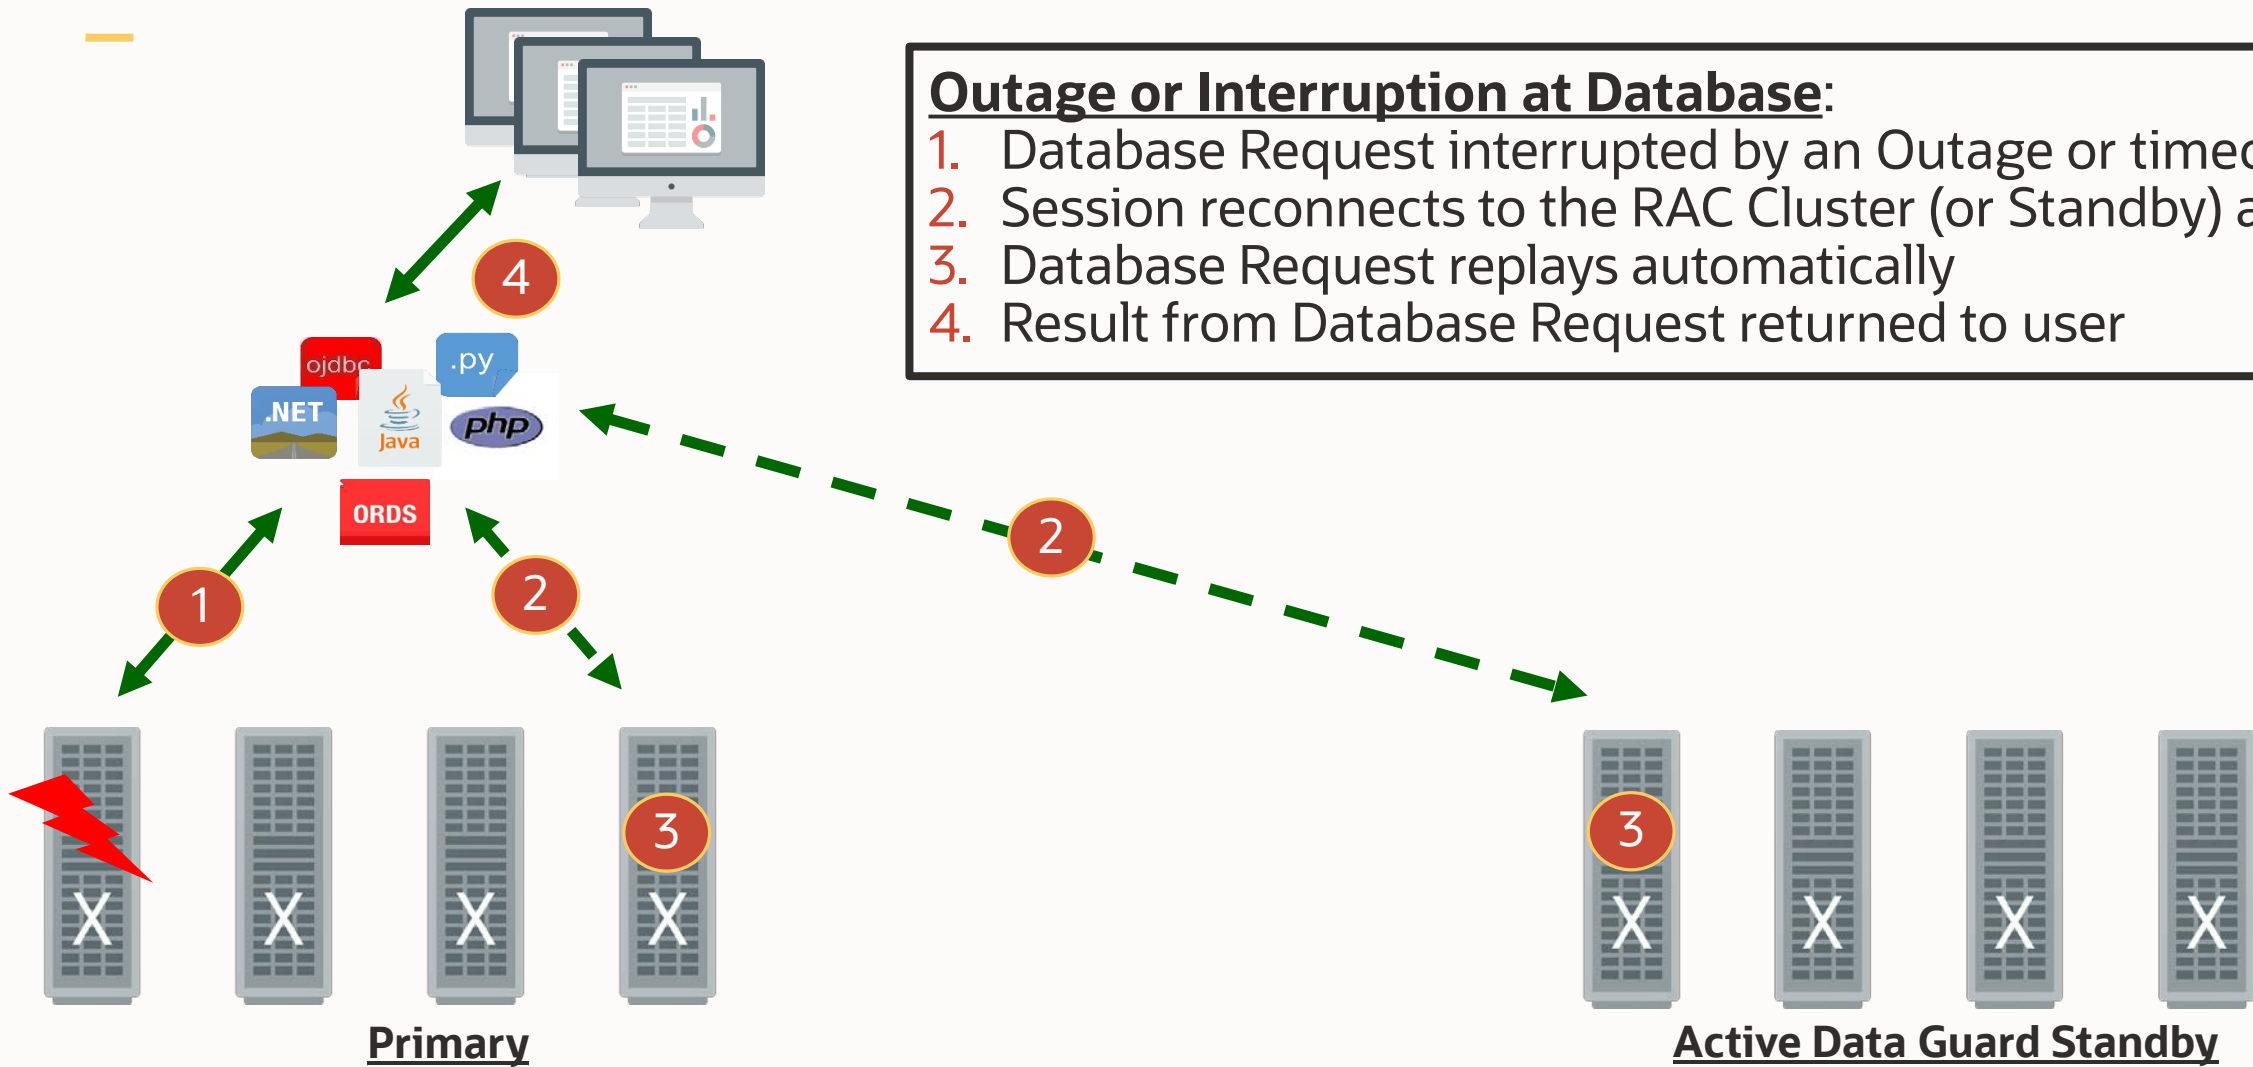 Outage or Interruption at Database:
1. Database Request interrupted by an Outage or
2. Session reconnects to the RAC Cluster (or Standby)
3. Database Request replays automatically
4. Result from Database Request returned to user
4
ojdbc
.py
.NET
Java
php
ORDS
2
1
2
3
3
X
X
X
X
X
X
X
X
Primary
Active Data Guard Standby